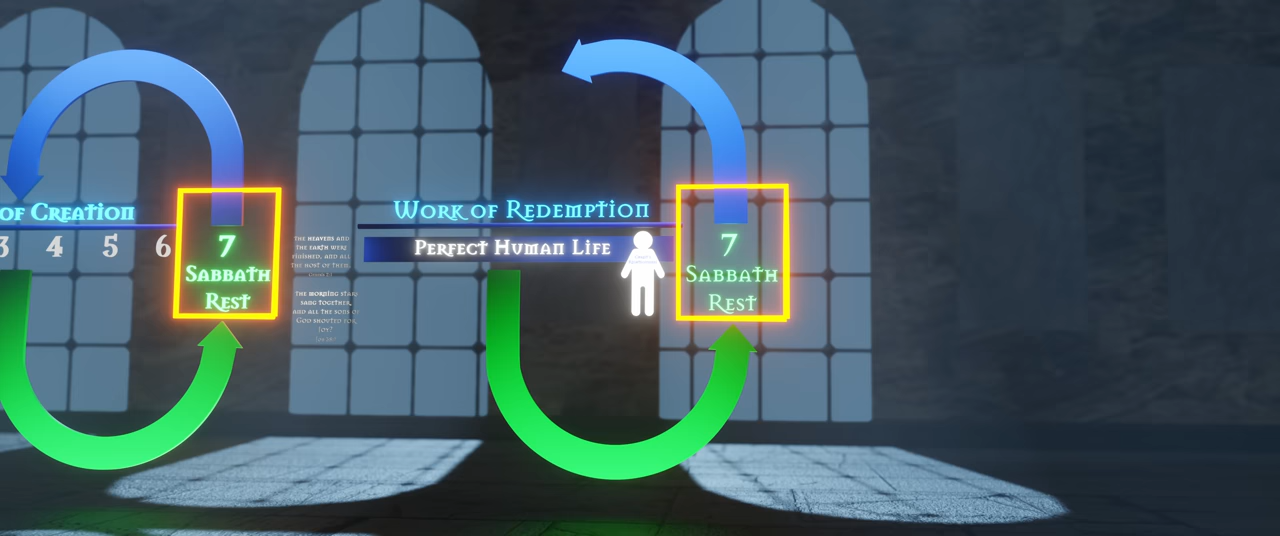 of Creation
3 4 5 6
7
Sabbath
Rest
The heavens and
the earth were
finished, and all
the host of them.
The morning stars
sang together,
and all the sons of
God shouted for
joy?
Work of Redemption
Perfect Human Life
7
Sabbath
Rest